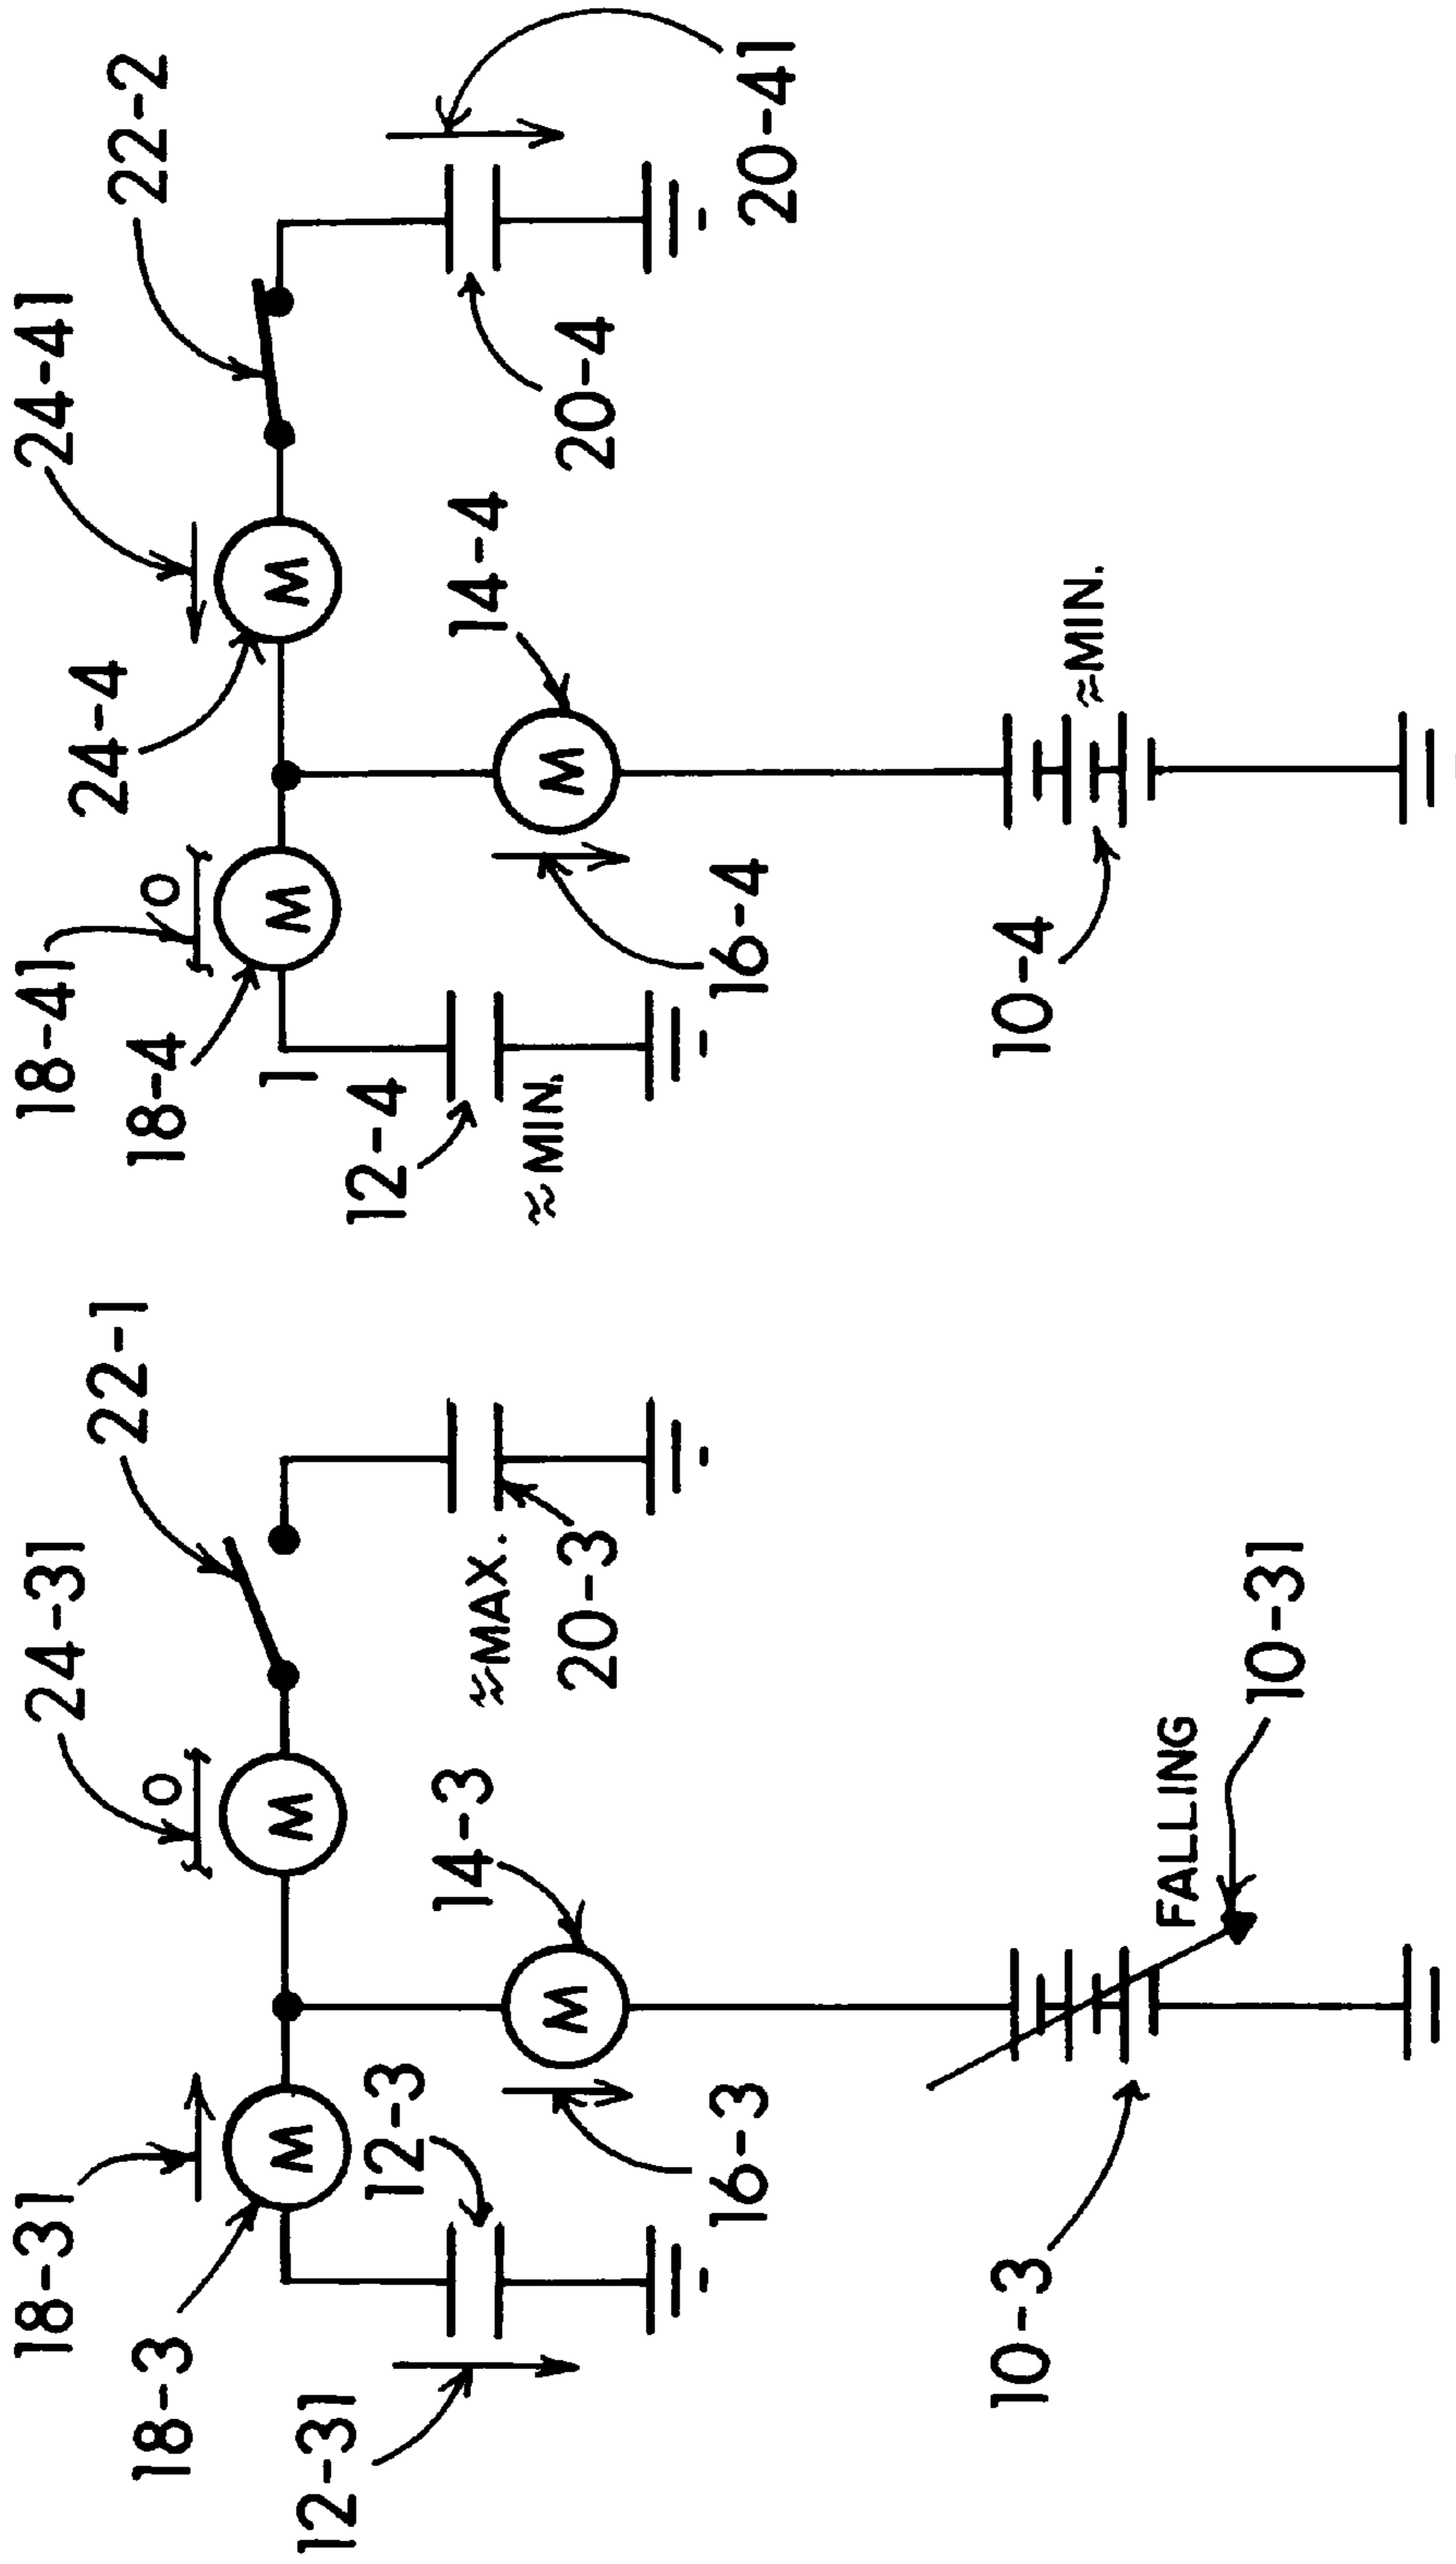 18-31
24-31
22-1
18-41
24-41
22-2
18-3
O
O
18-4
O
24-4
W
W
W
W
1
12-31
12-3
14-3
≈MAX.
20-3
12-4
≈MIN.
14-4
20-4
W
W
16-3
16-4
20-41
10-3
FALLING
10-31
10-4
≈MIN.